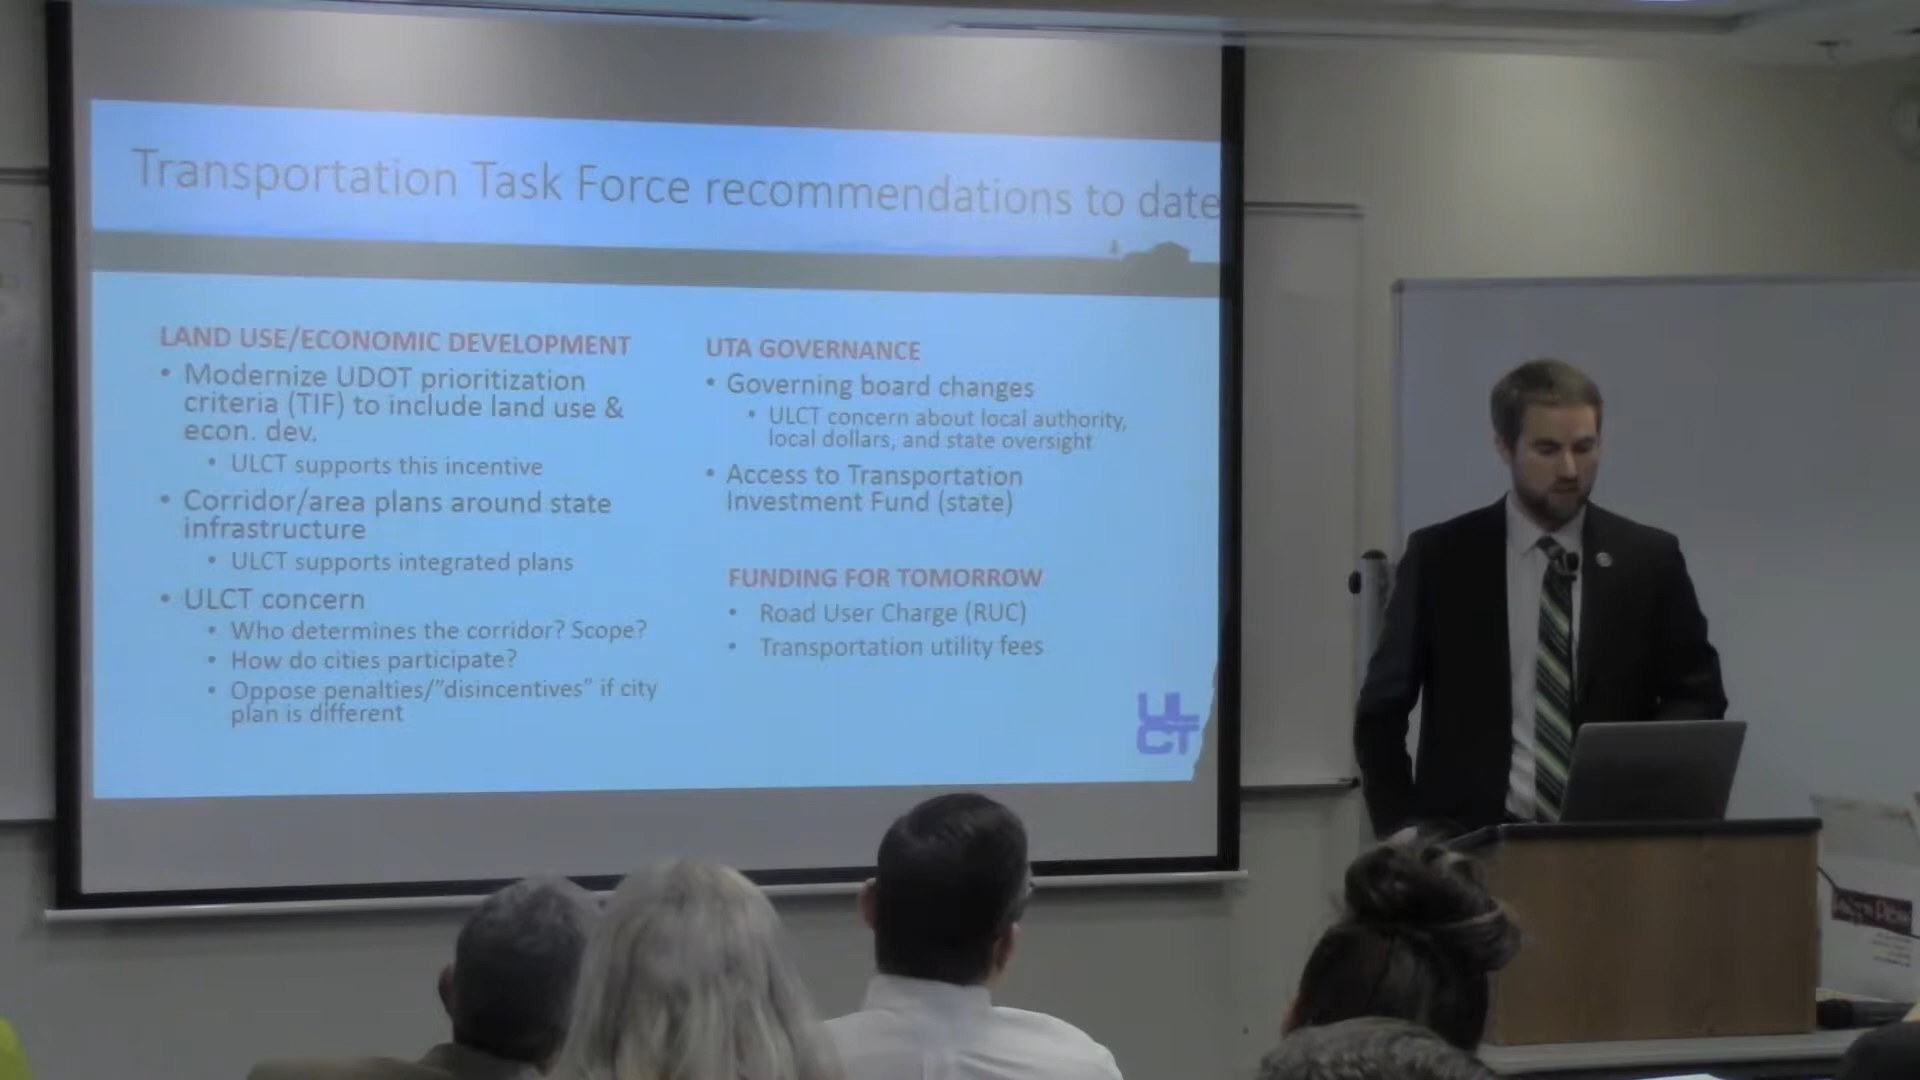 Transportation Task Force recommendations to date
LAND USE/ECONOMIC DEVELOPMENT
• Modernize UDOT prioritization
criteria (TIF) to include land use &
econ. dev.
• ULCT supports this incentive
• Corridor/area plans around state
infrastructure
• ULCT supports integrated plans
• ULCT concern
• Who determines the corridor? Scope?
• How do cities participate?
• Oppose penalties/"disincentives" if city
plan is different
UTA GOVERNANCE
• Governing board changes
• ULCT concern about local authority,
local dollars, and state oversight
• Access to Transportation
Investment Fund (state)
FUNDING FOR TOMORROW
• Road User Charge (RUC)
• Transportation utility fees
UL
CT